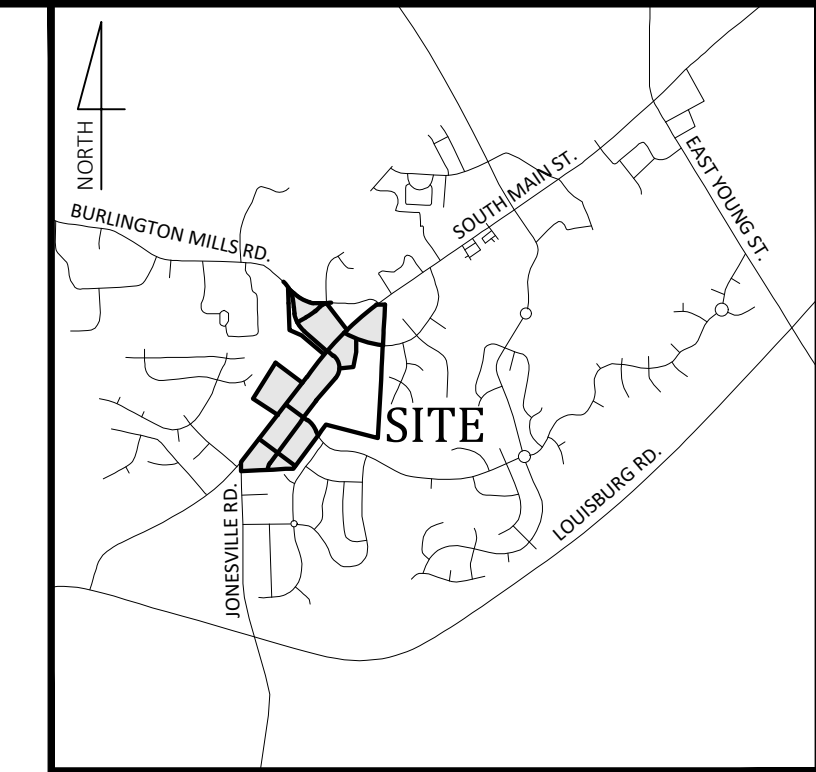 NORTH
BURLINGTON MILLS RD.
SOUTH MAIN ST.
EAST YOUNG ST.
SITE
LOUISBURG RD.
JONESVILLE RD.